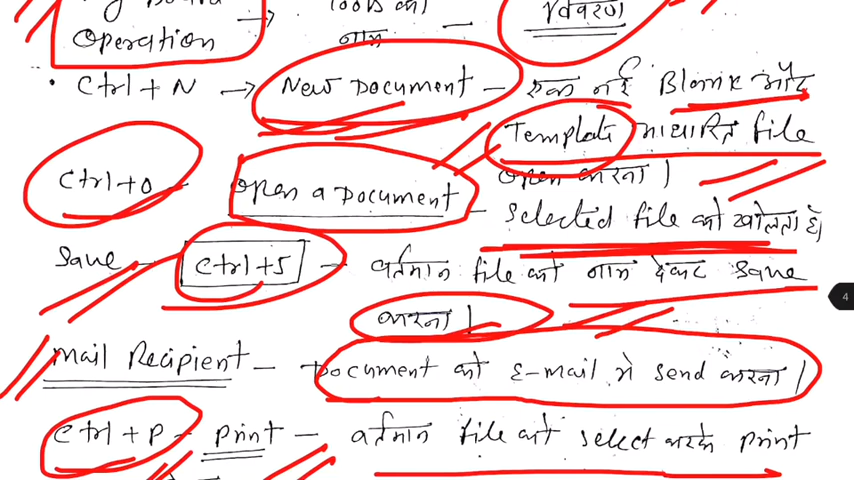 Operation) → नाम — विवरण
• Ctrl + N → New Document — एक नई Blank और
Template आधारित file
Ctrl+O - Open a Document open करना।
- Selected file को खोलता है।
Save - Ctrl+S - वर्तमान file को नाम देकर save
करना।
Mail Recipient - Document को E-mail में send करना।
Ctrl + P - Print - वर्तमान file को select करके print
4